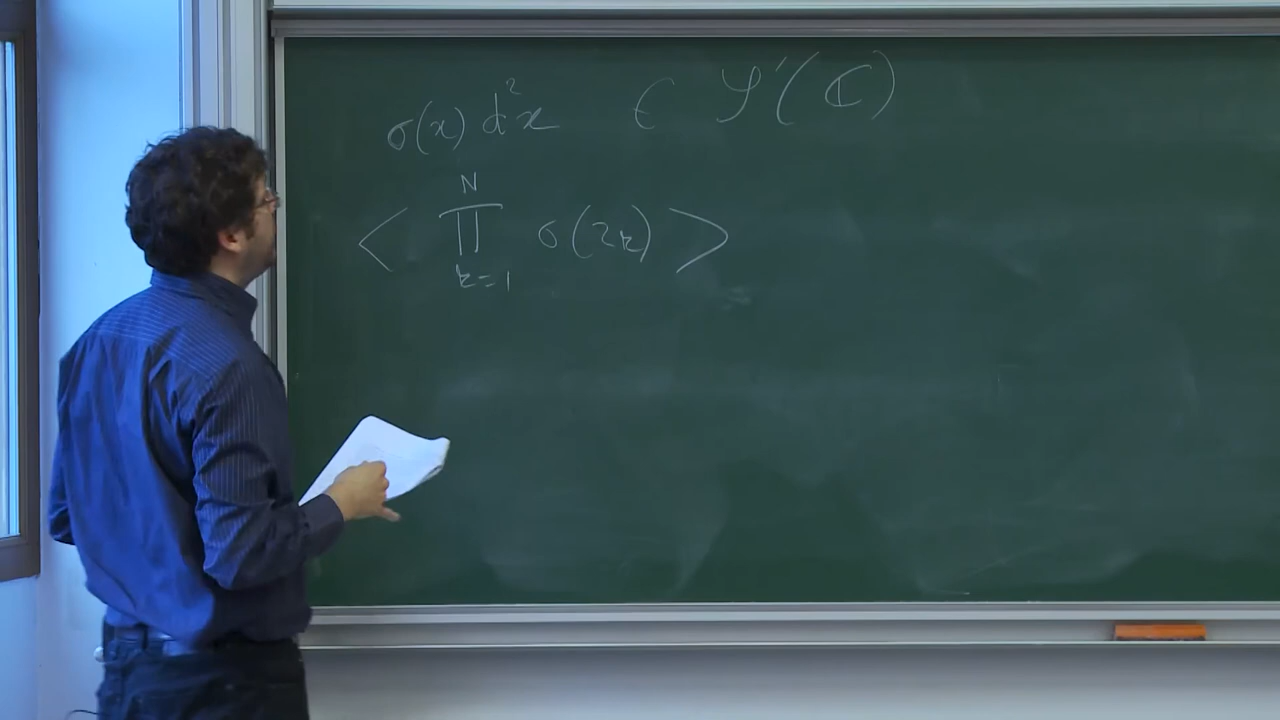 σ(x) d²x ∈ 𝒮′(ℂ)
< ∏_{k=1}^{N} σ(z_k) >